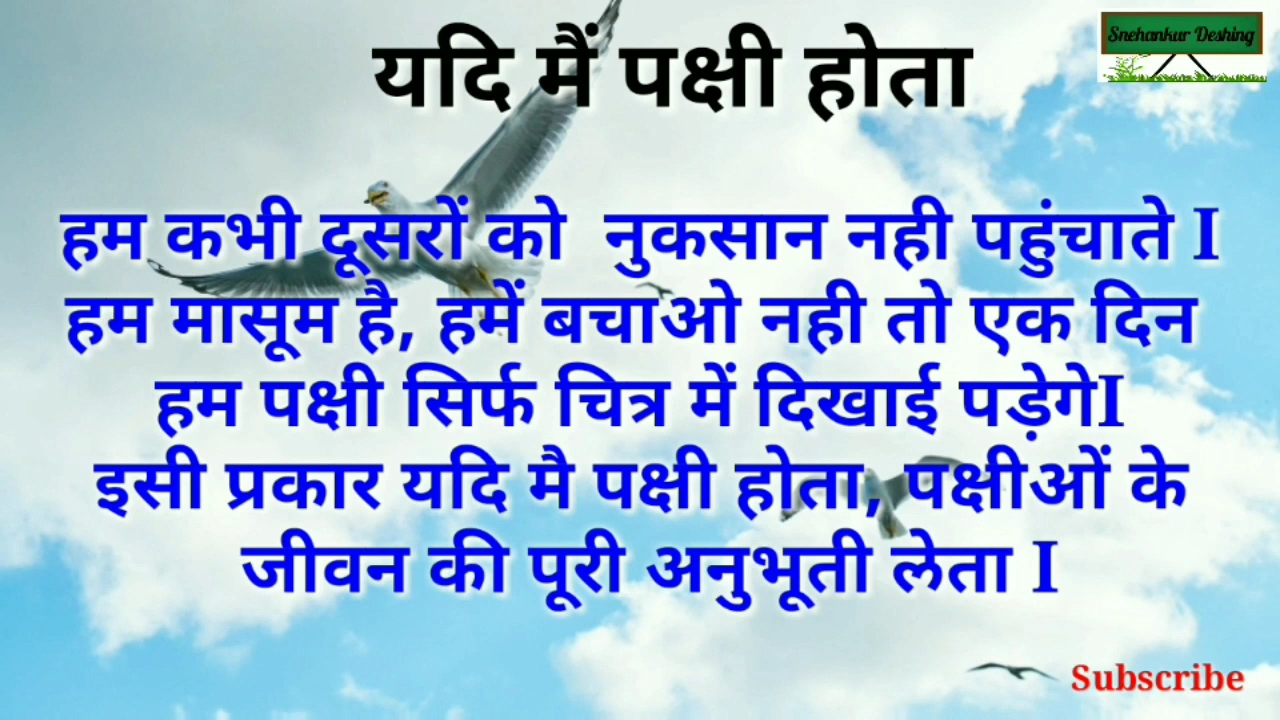 Snehankur Deshing
यदि मैं पक्षी होता
हम कभी दूसरों को नुकसान नही पहुंचाते I
हम मासूम है, हमें बचाओ नही तो एक दिन
हम पक्षी सिर्फ चित्र में दिखाई पड़ेगेI
इसी प्रकार यदि मै पक्षी होता, पक्षीओं के
जीवन की पूरी अनुभूती लेता I
Subscribe